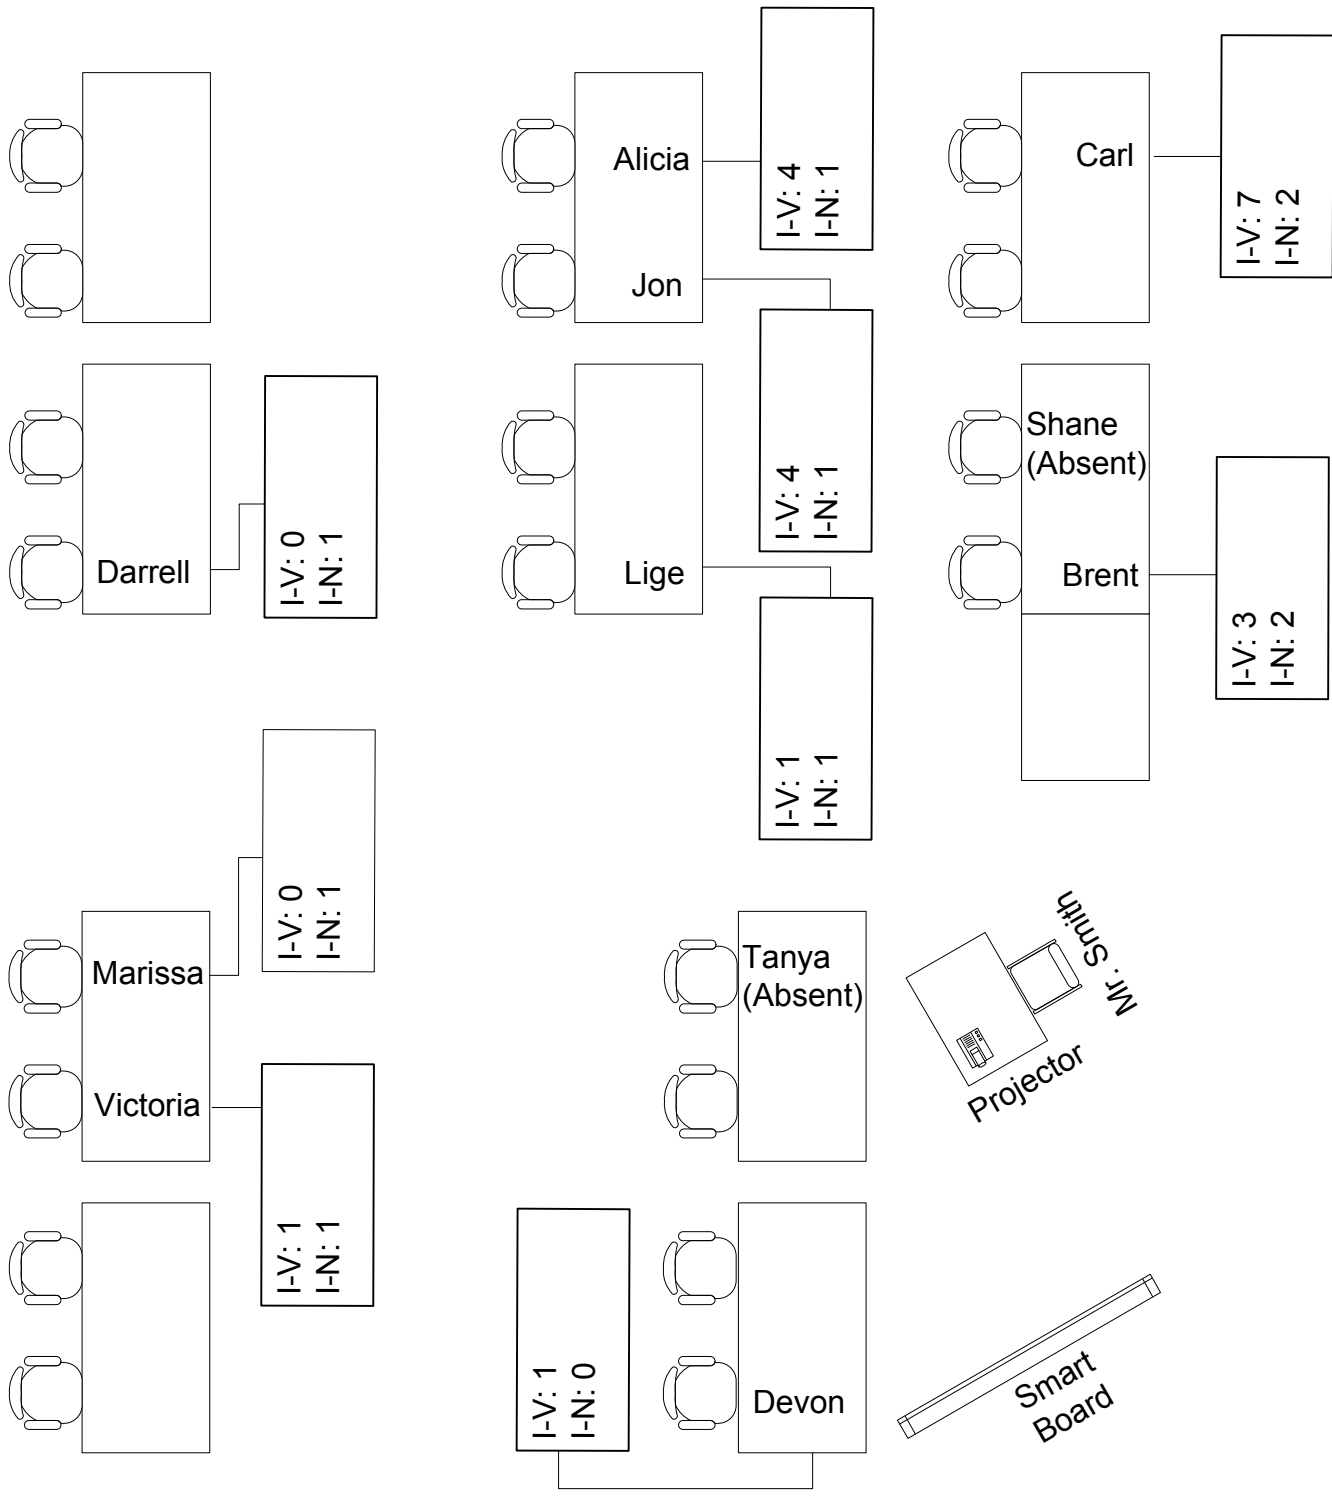 Alicia
I-V: 4
I-N: 1
Carl
I-V: 7
I-N: 2
Jon
I-V: 4
I-N: 1
Shane
(Absent)
Darrell
I-V: 0
I-N: 1
Lige
I-V: 1
I-N: 1
Brent
I-V: 3
I-N: 2
Marissa
I-V: 0
I-N: 1
Tanya
(Absent)
Mr. Smith
Projector
Victoria
I-V: 1
I-N: 1
Devon
I-V: 1
I-N: 0
Smart
Board